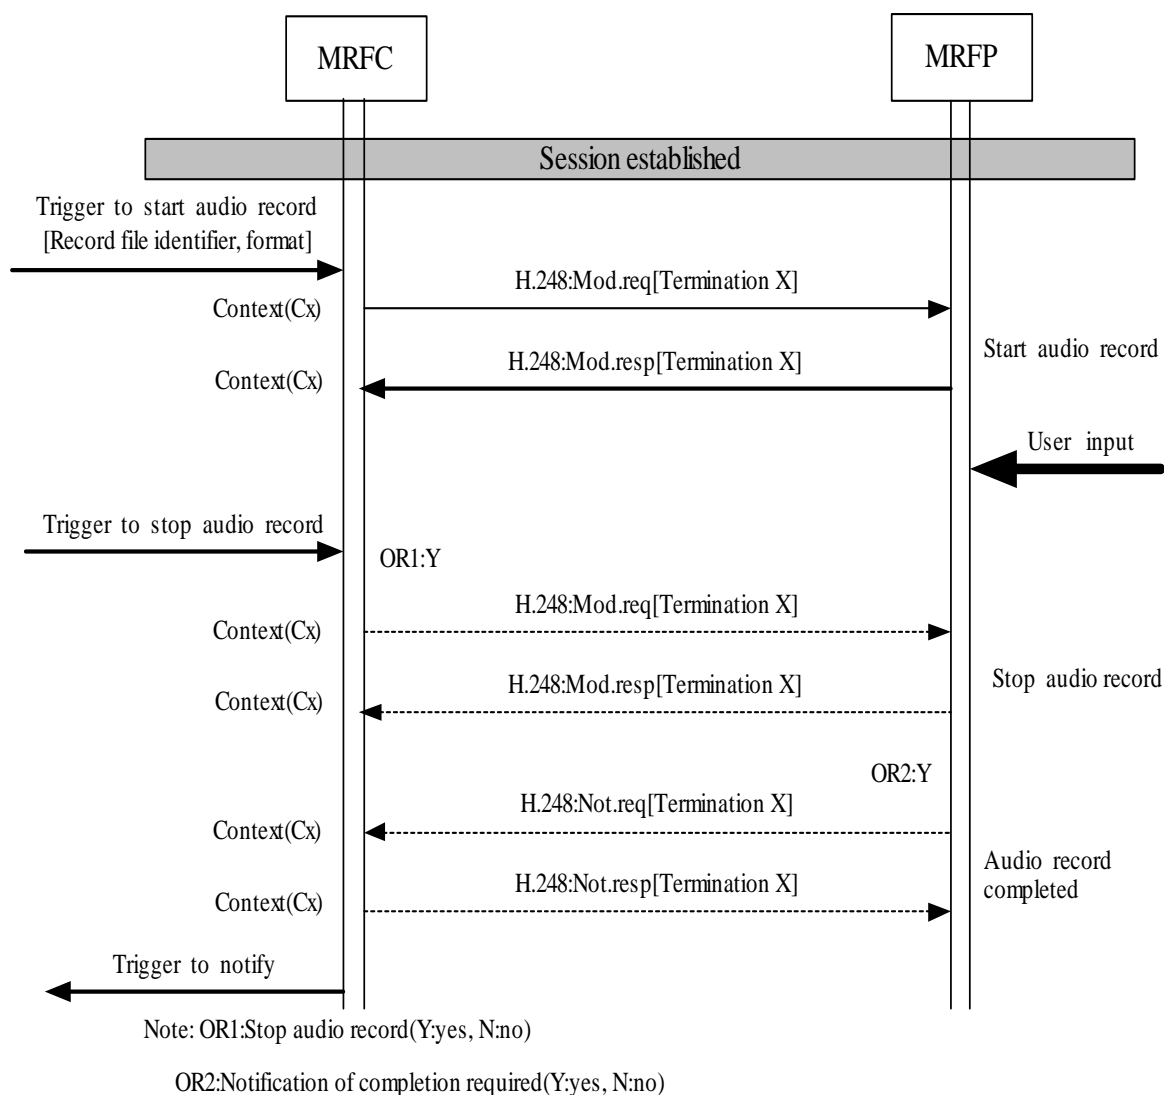 MRFC
MRFP
Session established
Trigger to start audio record
[Record file identifier, format]
H.248:Mod.req[Termination X]
Context(Cx)
Start audio record
H.248:Mod.resp[Termination X]
Context(Cx)
User input
Trigger to stop audio record
OR1:Y
H.248:Mod.req[Termination X]
Context(Cx)
H.248:Mod.resp[Termination X]
Stop audio record
Context(Cx)
OR2:Y
H.248:Not.req[Termination X]
Context(Cx)
Audio record
completed
H.248:Not.resp[Termination X]
Context(Cx)
Trigger to notify
Note: OR1:Stop audio record(Y:yes, N:no)
OR2:Notification of completion required(Y:yes, N:no)